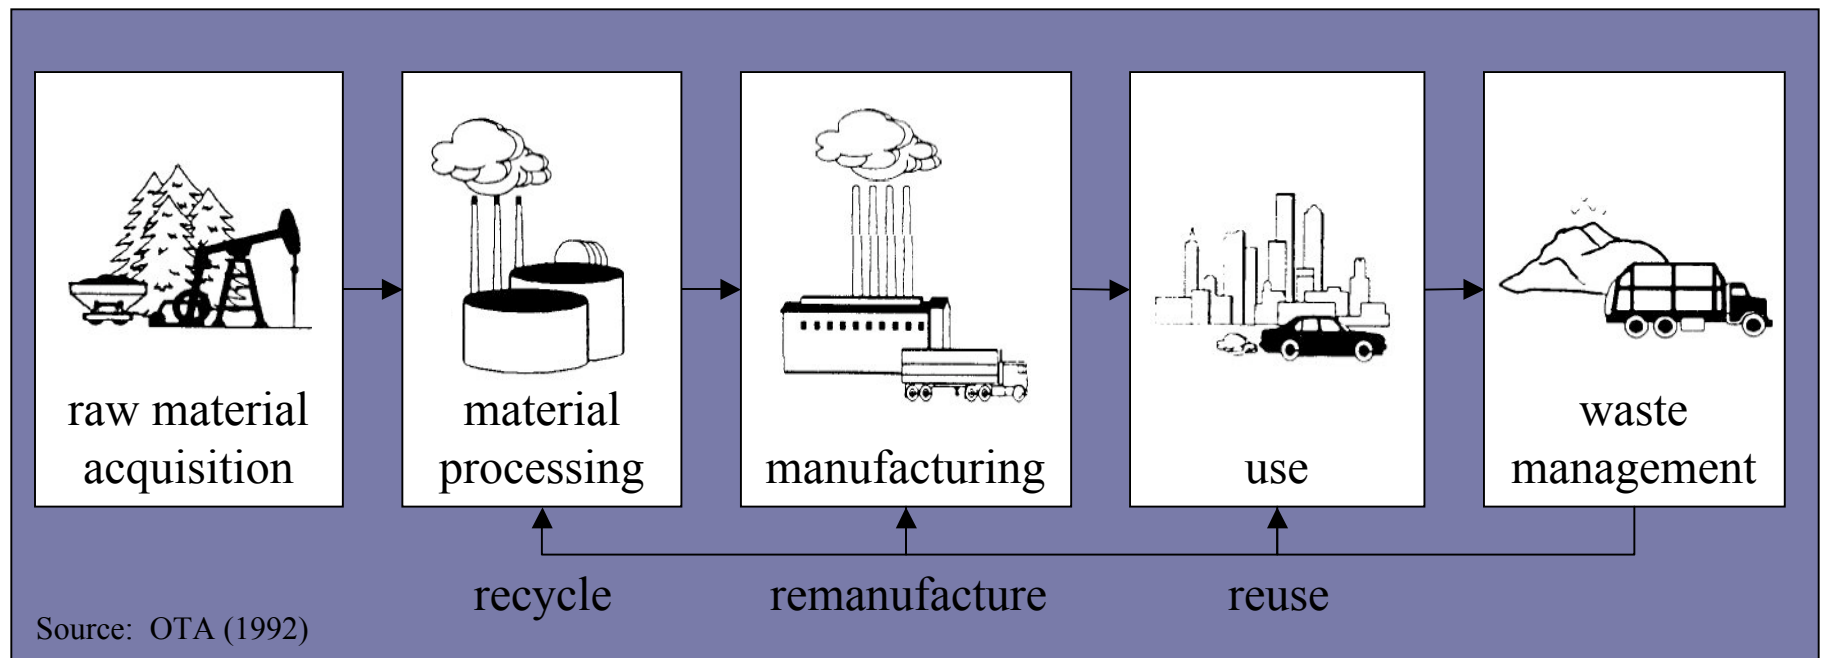 raw material
acquisition
material
processing
manufacturing
use
waste
management
recycle
remanufacture
reuse
Source: OTA (1992)